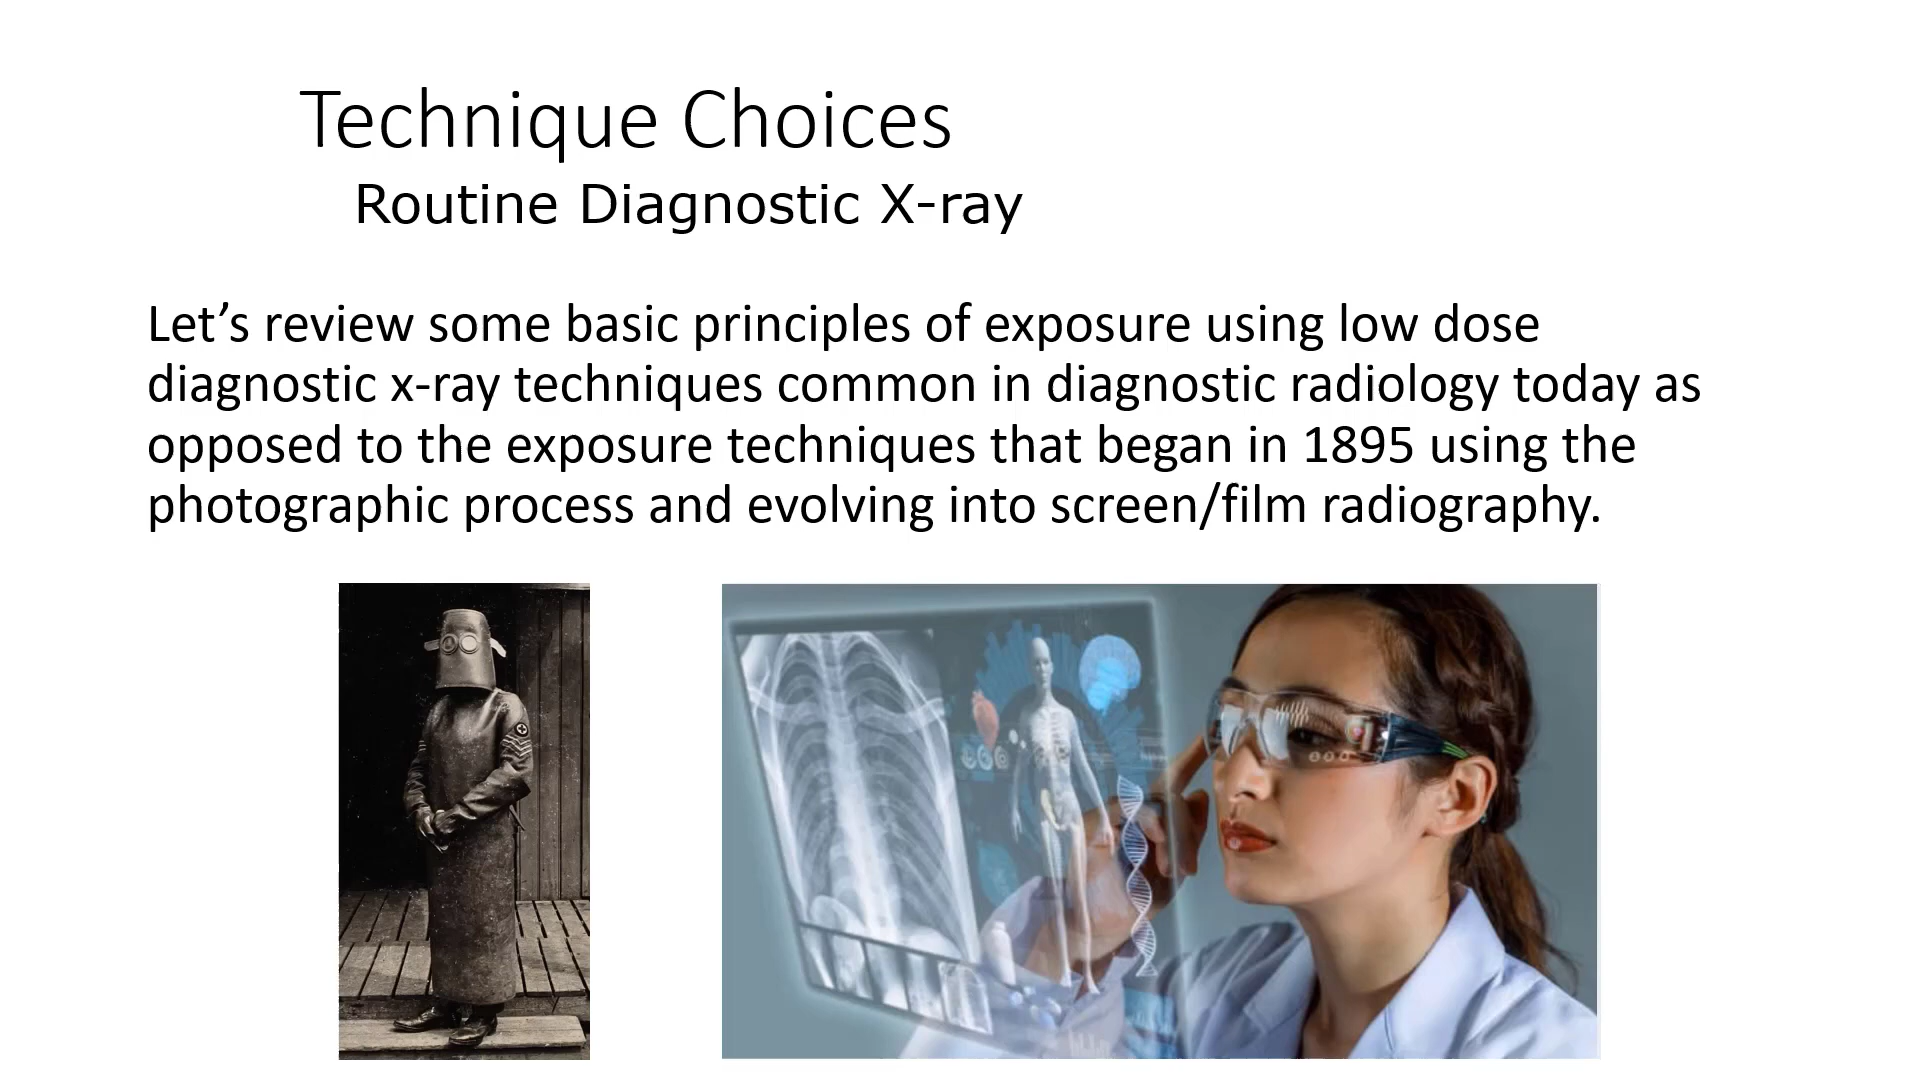 Technique Choices
Routine Diagnostic X-ray
Let’s review some basic principles of exposure using low dose
diagnostic x-ray techniques common in diagnostic radiology today as
opposed to the exposure techniques that began in 1895 using the
photographic process and evolving into screen/film radiography.